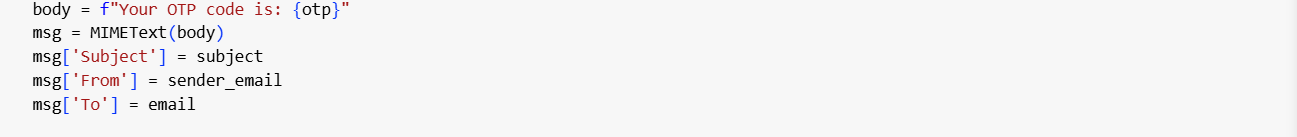 body = f"Your OTP code is: {otp}"
msg = MIMEText(body)
msg['Subject'] = subject
msg['From'] = sender_email
msg['To'] = email